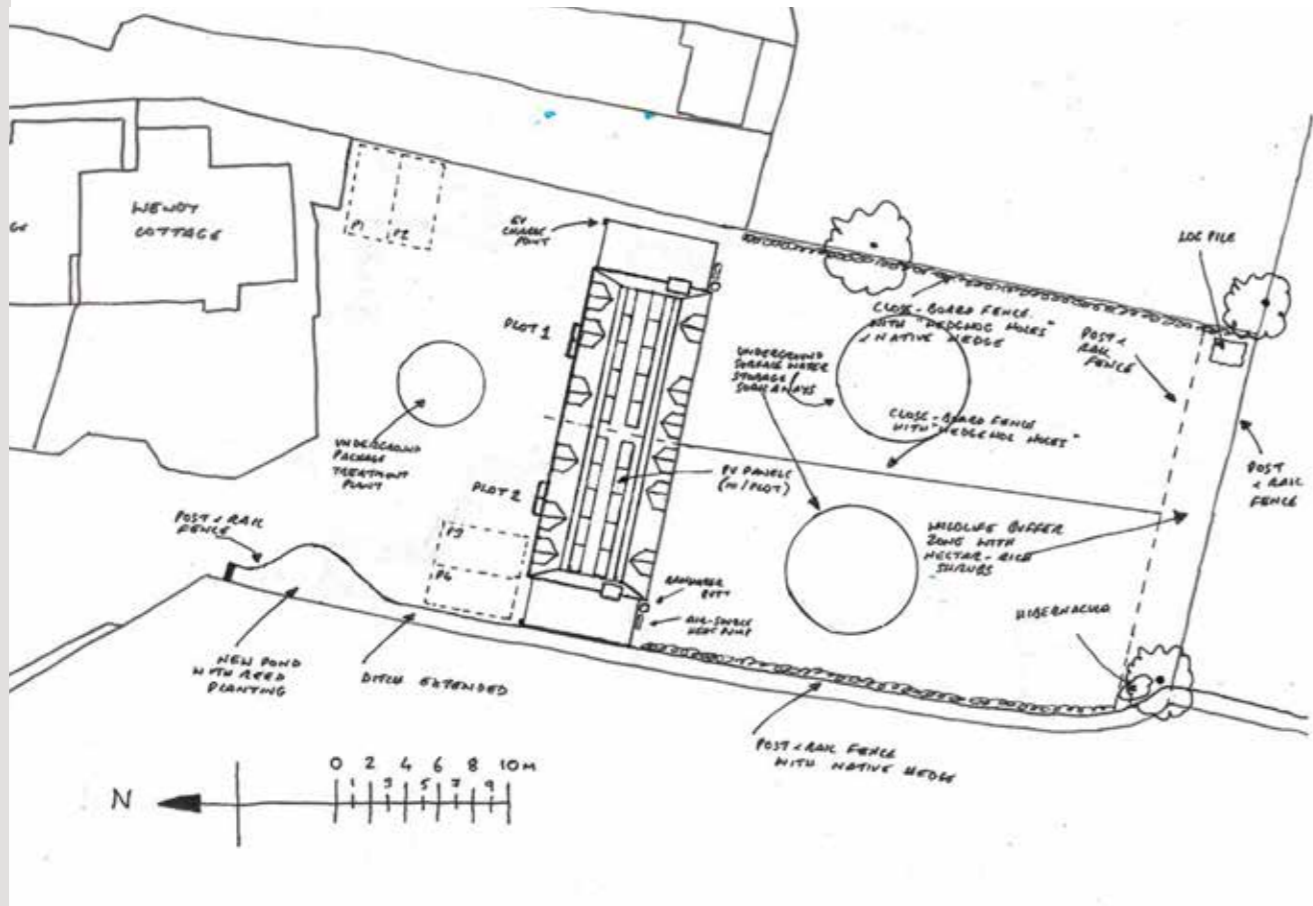 GE
WENDY
COTTAGE
P1
P2
EV
CHARGE
POINT
LOG PILE
PLOT 1
CLOSE-BOARD FENCE
WITH "HEDGHOG HOLES"
& NATIVE HEDGE
POST &
RAIL
FENCE
UNDERGROUND
SURFACE WATER
STORAGE
SOAKAWAYS
CLOSE-BOARD FENCE
WITH "HEDGEHOG HOLES"
UNDERGROUND
PACKAGE
TREATMENT
PLANT
PV PANELS
(11/PLOT)
POST
& RAIL
FENCE
PLOT 2
POST & RAIL
FENCE
P3
P4
WILDLIFE BUFFER
ZONE WITH
NECTAR-RICH
SHRUBS
RAINWATER
BUTT
AIR-SOURCE
HEAT PUMP
HIBERNACULA
NEW POND
WITH REED
PLANTING
DITCH EXTENDED
POST & RAIL FENCE
WITH NATIVE HEDGE
N
0 2 4 6 8 10M
1 3 5 7 9